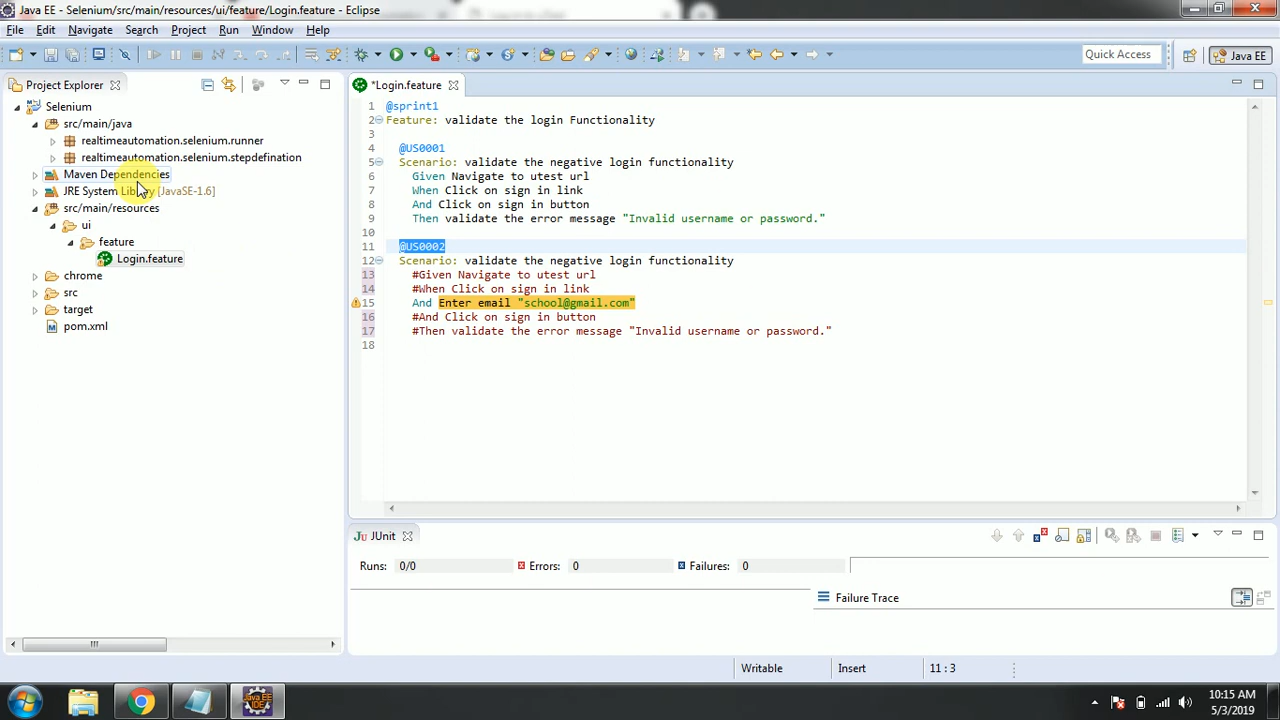 Java EE - Selenium/src/main/resources/ui/feature/Login.feature - Eclipse
File Edit Navigate Search Project Run Window Help
Quick Access
Java EE
Project Explorer
Selenium
src/main/java
realtimeautomation.selenium.runner
realtimeautomation.selenium.stepdefination
Maven Dependencies
JRE System Library [JavaSE-1.6]
src/main/resources
ui
feature
Login.feature
chrome
src
target
pom.xml
*Login.feature
1 @sprint1
2 Feature: validate the login Functionality
3
4 @US0001
5 Scenario: validate the negative login functionality
6 Given Navigate to utest url
7 When Click on sign in link
8 And Click on sign in button
9 Then validate the error message "Invalid username or password."
10
11 @US0002
12 Scenario: validate the negative login functionality
13 #Given Navigate to utest url
14 #When Click on sign in link
15 And Enter email "school@gmail.com"
16 #And Click on sign in button
17 #Then validate the error message "Invalid username or password."
18
JUnit
Runs: 0/0 Errors: 0 Failures: 0
Failure Trace
Writable Insert 11 : 3
Java EE
IDE
10:15 AM
5/3/2019